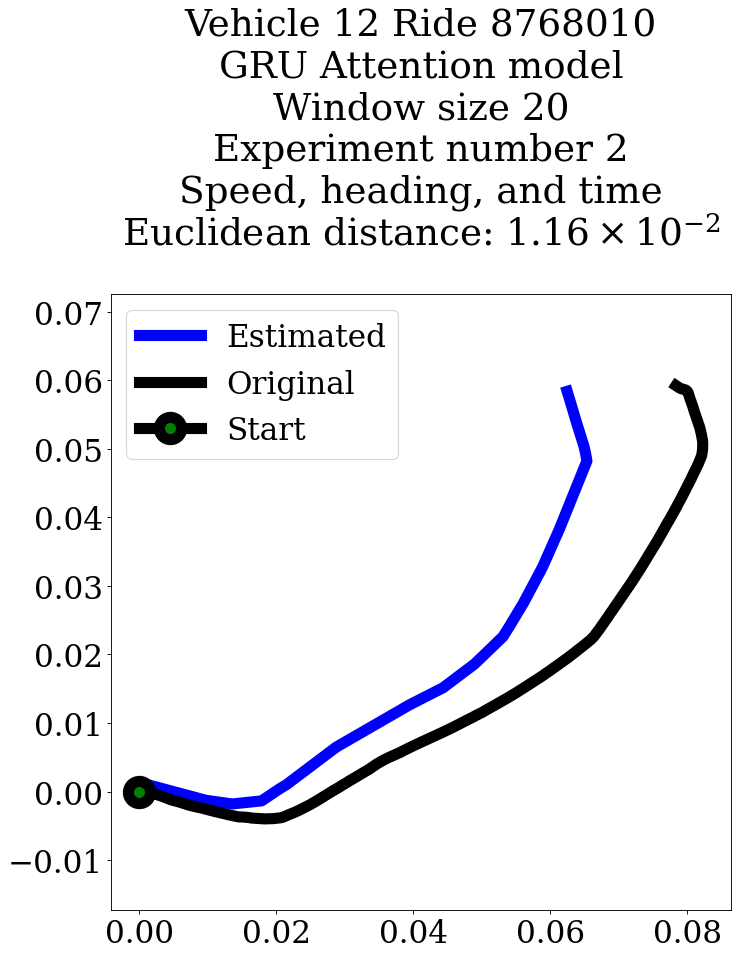 Vehicle 12 Ride 8768010
GRU Attention model
Window size 20
Experiment number 2
Speed, heading, and time
Euclidean distance: 1.16 × 10⁻²
Estimated
Original
Start
0.07
0.06
0.05
0.04
0.03
0.02
0.01
0.00
−0.01
0.00 0.02 0.04 0.06 0.08